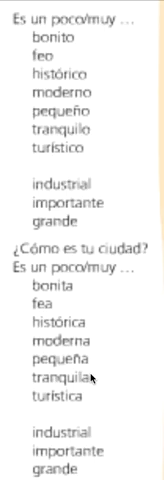 Es un poco/muy ...
bonito
feo
histórico
moderno
pequeño
tranquilo
turístico
industrial
importante
grande
¿Cómo es tu ciudad?
Es un poco/muy ...
bonita
fea
histórica
moderna
pequeña
tranquila
turística
industrial
importante
grande